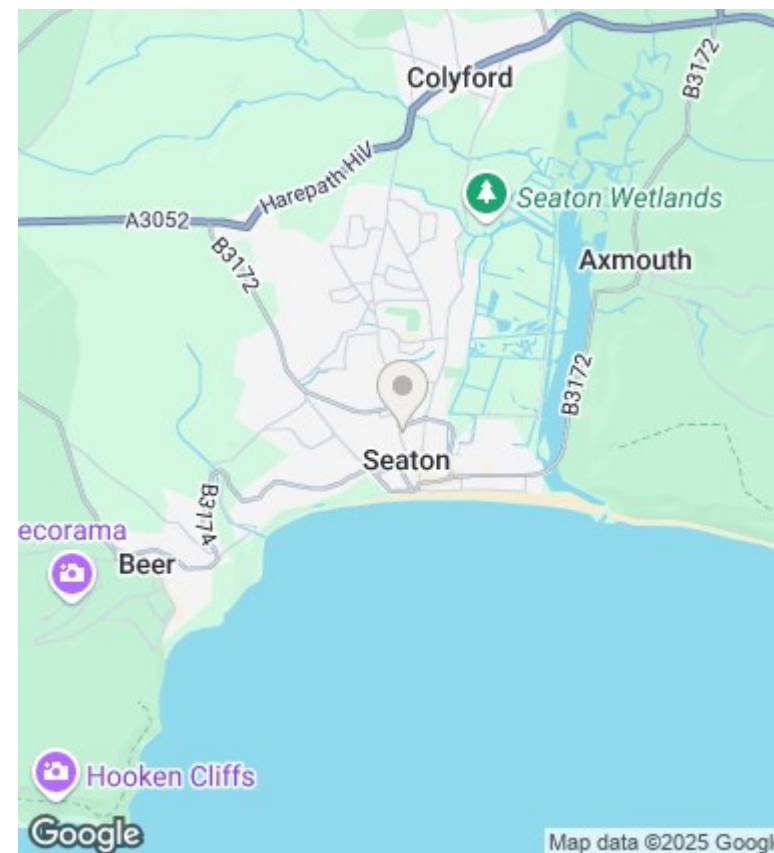 Colyford
B3172
Harepath Hill
Seaton Wetlands
A3052
B3172
Axmouth
B3172
Seaton
B3174
ecorama
Beer
Hooken Cliffs
Google
Map data ©2025 Googl